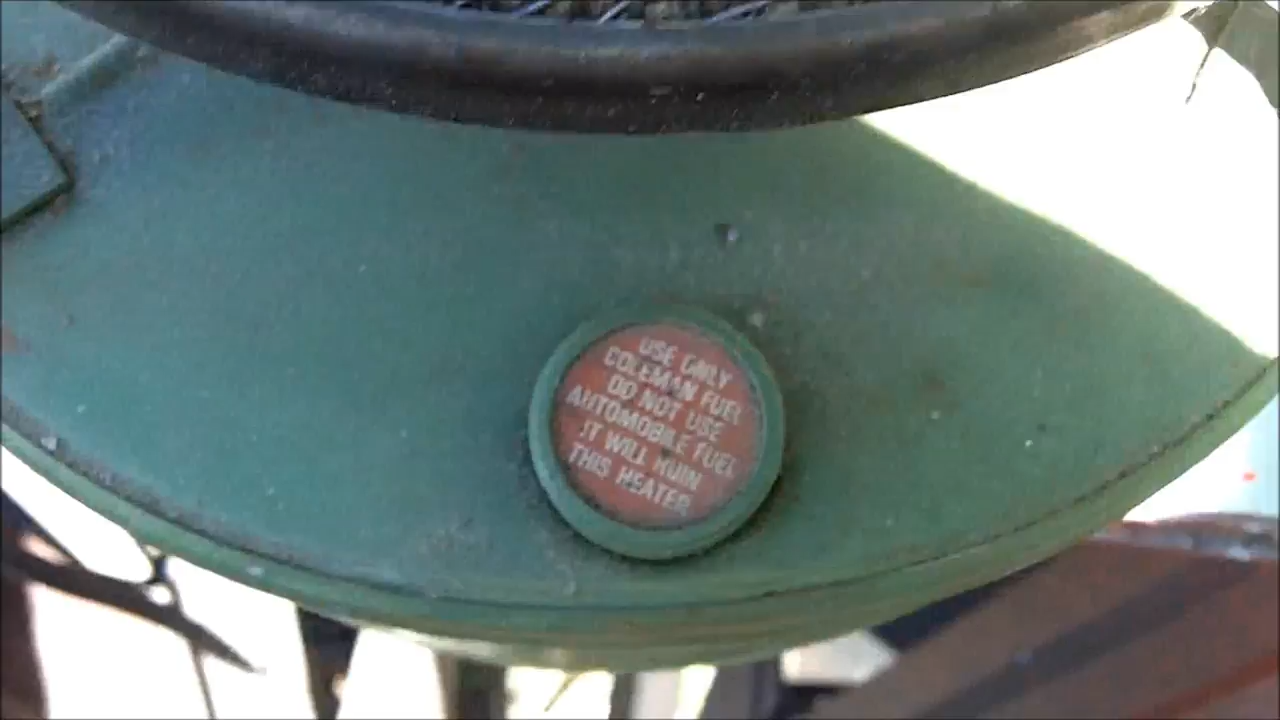 USE ONLY
COLEMAN FUEL
DO NOT USE
AUTOMOBILE FUEL
IT WILL RUIN
THIS HEATER